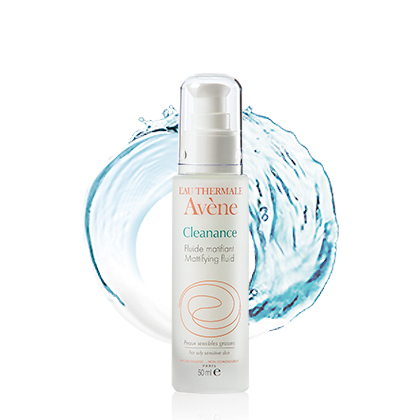 EAU THERMALE
Avène
Cleanance
Fluide matifiant
Mattifying fluid
Peaux sensibles grasses
For oily sensitive skin
PARIS
50 ml e